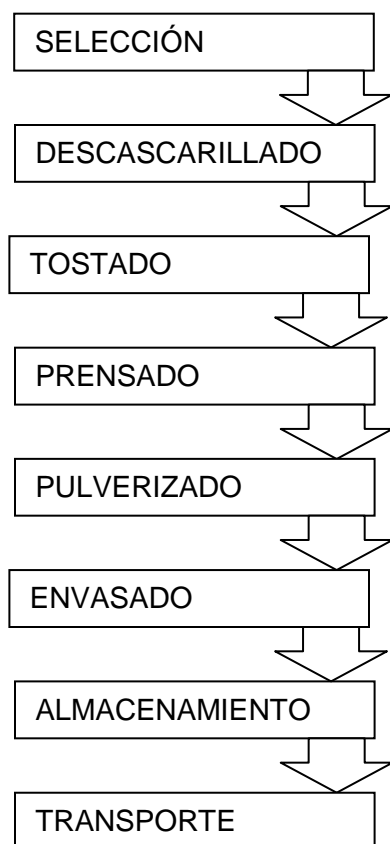 SELECCIÓN
DESCASCARILLADO
TOSTADO
PRENSADO
PULVERIZADO
ENVASADO
ALMACENAMIENTO
TRANSPORTE